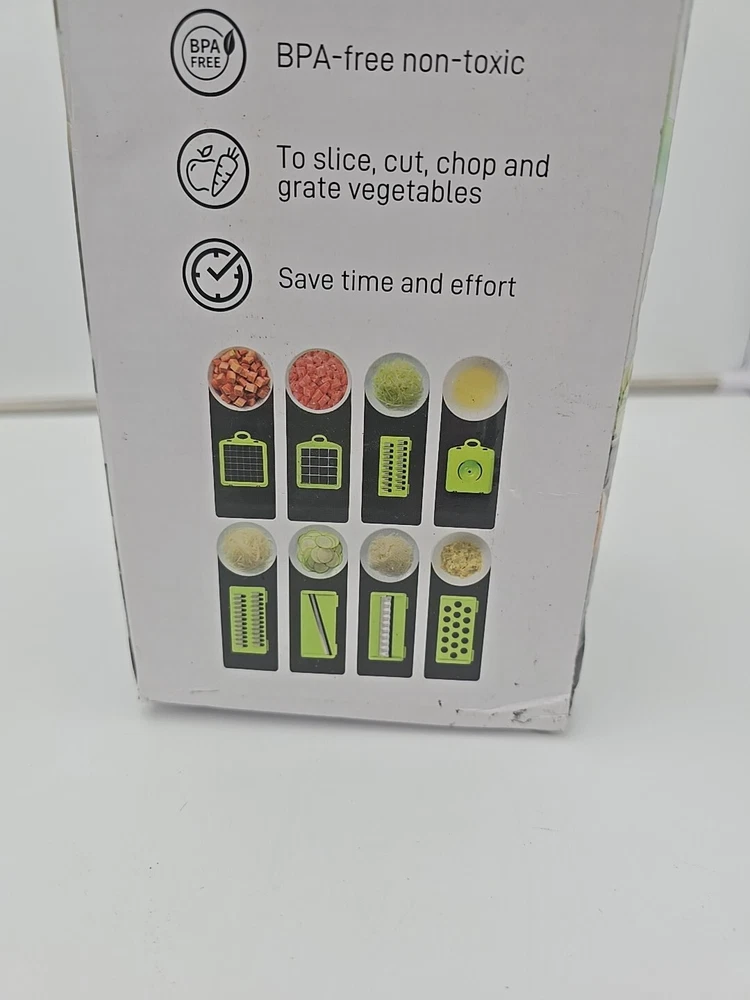 BPA
FREE
BPA-free non-toxic
To slice, cut, chop and
grate vegetables
Save time and effort